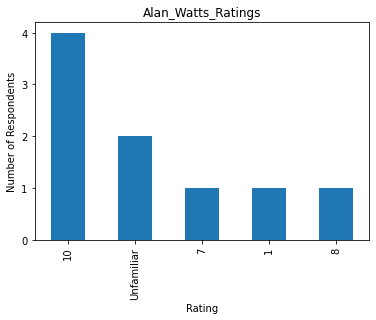 Alan_Watts_Ratings
Number of Respondents
4
3
2
1
0
10
Unfamiliar
7
1
8
Rating